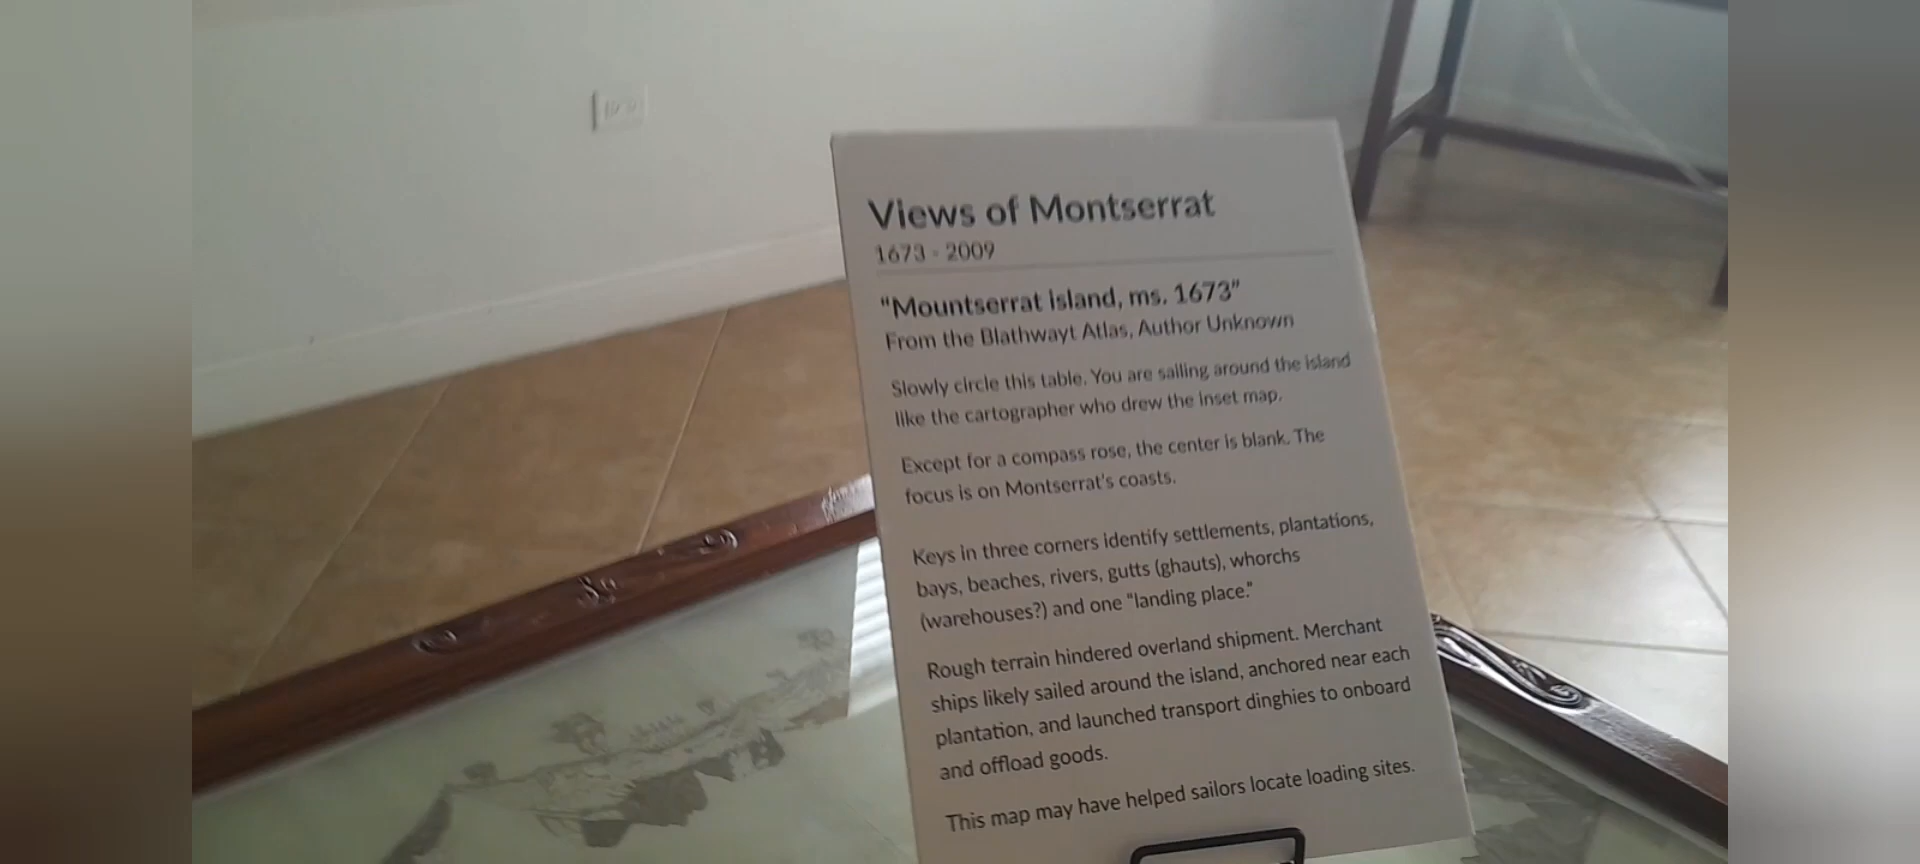 Views of Montserrat
1673 - 2009
“Mountserrat island, ms. 1673”
From the Blathwayt Atlas, Author Unknown
Slowly circle this table. You are sailing around the island
like the cartographer who drew the inset map.
Except for a compass rose, the center is blank. The
focus is on Montserrat's coasts.
Keys in three corners identify settlements, plantations,
bays, beaches, rivers, gutts (ghauts), whorchs
(warehouses?) and one “landing place.”
Rough terrain hindered overland shipment. Merchant
ships likely sailed around the island, anchored near each
plantation, and launched transport dinghies to onboard
and offload goods.
This map may have helped sailors locate loading sites.